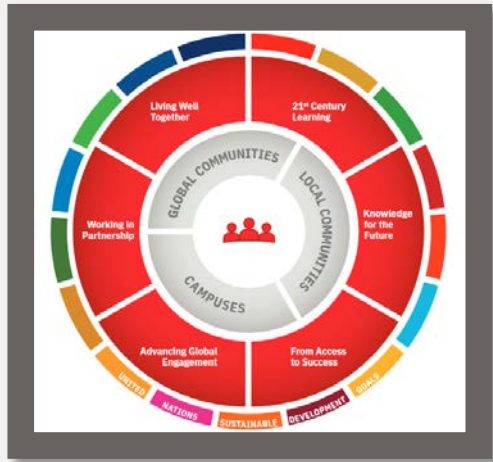 Living Well
Together
21st Century
Learning
GLOBAL COMMUNITIES
LOCAL COMMUNITIES
Working in
Partnership
Knowledge
for the
Future
CAMPUSES
Advancing Global
Engagement
From Access
to Success
UNITED
NATIONS
SUSTAINABLE
DEVELOPMENT
GOALS